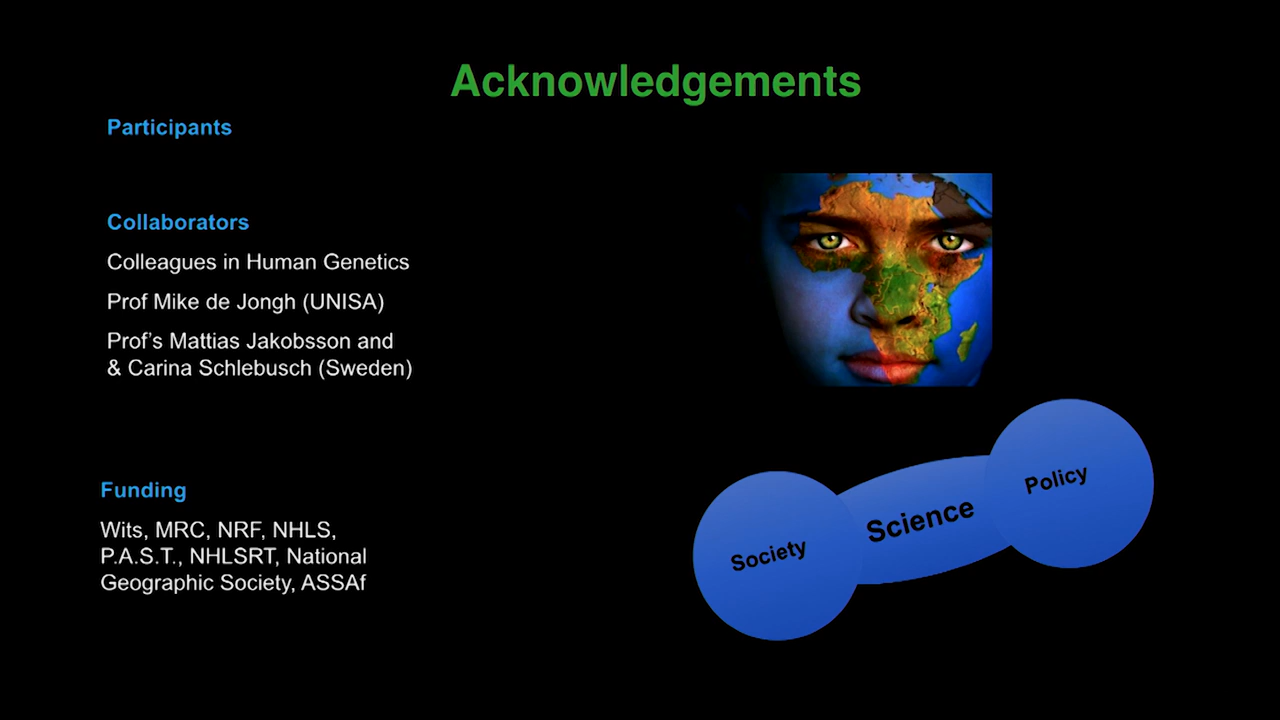 Acknowledgements
Participants
Collaborators
Colleagues in Human Genetics
Prof Mike de Jongh (UNISA)
Prof’s Mattias Jakobsson and
& Carina Schlebusch (Sweden)
Funding
Wits, MRC, NRF, NHLS,
P.A.S.T., NHLSRT, National
Geographic Society, ASSAf
Society
Science
Policy